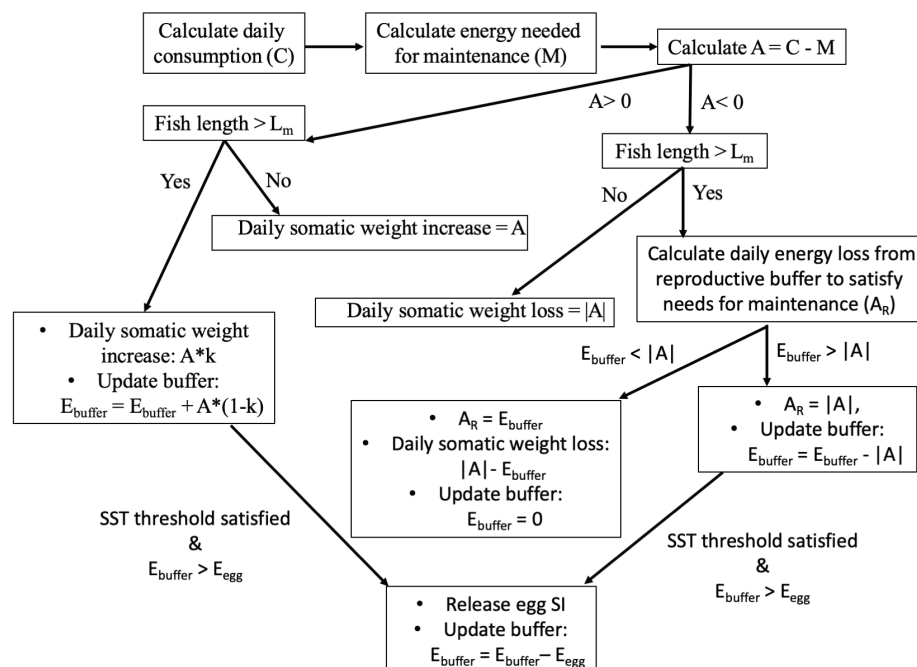 Calculate daily
consumption (C)
Calculate energy needed
for maintenance (M)
Calculate A = C - M
A> 0
A< 0
Fish length > Lm
Fish length > Lm
Yes
No
No
Yes
Daily somatic weight increase = A
Calculate daily energy loss from
reproductive buffer to satisfy
needs for maintenance (AR)
Daily somatic weight loss = |A|
• Daily somatic weight
increase: A*k
• Update buffer:
Ebuffer = Ebuffer + A*(1-k)
Ebuffer < |A|
Ebuffer > |A|
• AR = Ebuffer
• Daily somatic weight loss:
|A|- Ebuffer
• Update buffer:
Ebuffer = 0
• AR = |A|,
• Update buffer:
Ebuffer = Ebuffer - |A|
SST threshold satisfied
&
Ebuffer > Eegg
SST threshold satisfied
&
Ebuffer > Eegg
• Release egg SI
• Update buffer:
Ebuffer = Ebuffer – Eegg